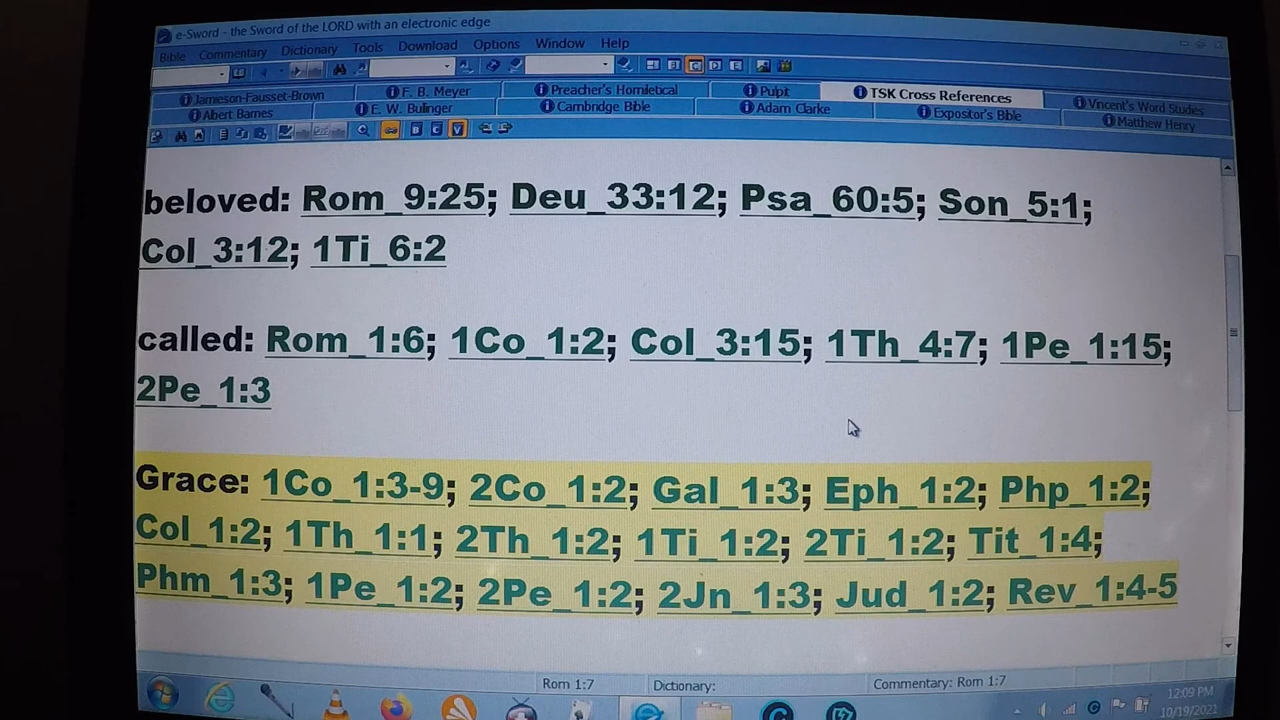 e-Sword - the Sword of the LORD with an electronic edge
Bible Commentary Dictionary Tools Download Options Window Help
Jamieson-Fausset-Brown F. B. Meyer Preacher's Homiletical Pulpit TSK Cross References Vincent's Word Studies
Albert Barnes E. W. Bulinger Cambridge Bible Adam Clarke Expostor's Bble Matthew Henry
beloved: Rom_9:25; Deu_33:12; Psa_60:5; Son_5:1;
Col_3:12; 1Ti_6:2
called: Rom_1:6; 1Co_1:2; Col_3:15; 1Th_4:7; 1Pe_1:15;
2Pe_1:3
Grace: 1Co_1:3-9; 2Co_1:2; Gal_1:3; Eph_1:2; Php_1:2;
Col_1:2; 1Th_1:1; 2Th_1:2; 1Ti_1:2; 2Ti_1:2; Tit_1:4;
Phm_1:3; 1Pe_1:2; 2Pe_1:2; 2Jn_1:3; Jud_1:2; Rev_1:4-5
Rom 1:7 Dictionary: Commentary: Rom 1:7
12:09 PM
10/19/2021